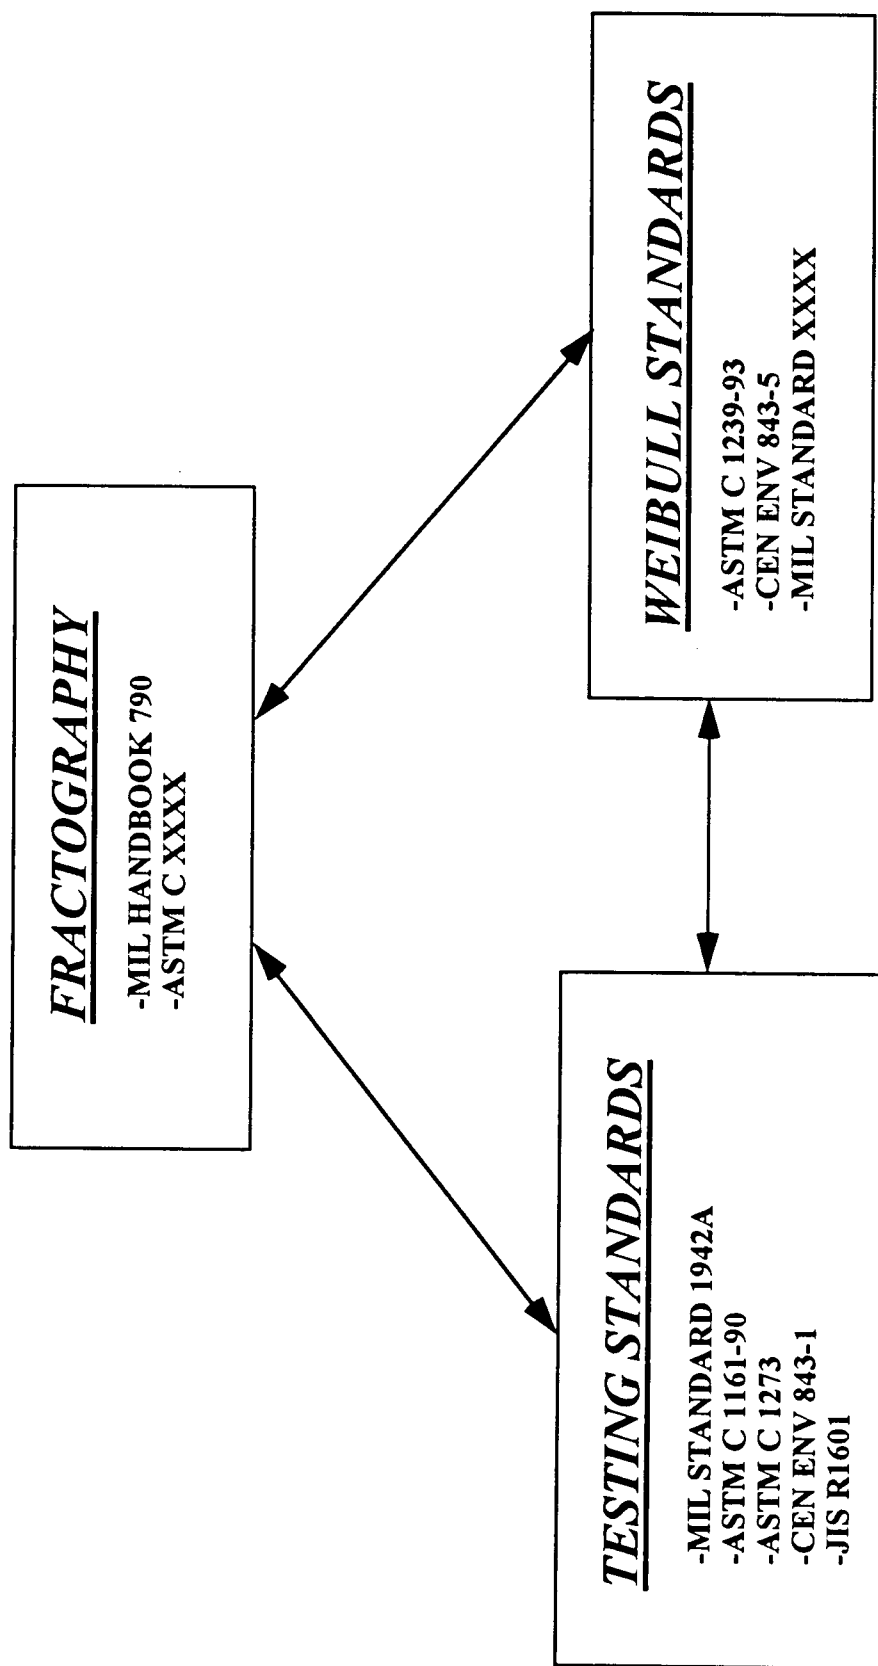 FRACTOGRAPHY
-MIL HANDBOOK 790
-ASTM C XXXX
TESTING STANDARDS
-MIL STANDARD 1942A
-ASTM C 1161-90
-ASTM C 1273
-CEN ENV 843-1
-JIS R1601
WEIBULL STANDARDS
-ASTM C 1239-93
-CEN ENV 843-5
-MIL STANDARD XXXX